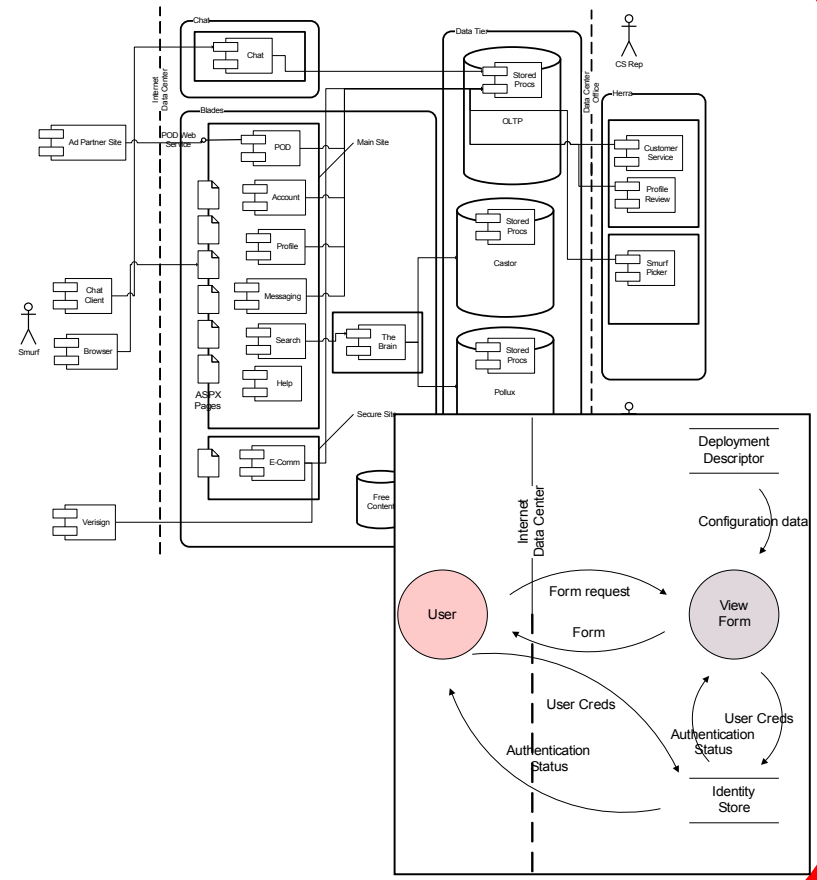 Chat
Chat
Internet
Data Center
Data Tier
Stored
Procs
OLTP
Data Center
Office
CS Rep
Herra
Customer
Service
Profile
Review
Smurf
Picker
Blades
Ad Partner Site
POD Web
Service
POD
Main Site
Account
Profile
Messaging
Search
Help
The
Brain
Stored
Procs
Castor
Stored
Procs
Pollux
Chat
Client
Browser
Smurf
ASPX
Pages
Secure Site
E-Comm
Free
Content
Verisign
Internet
Data Center
Deployment
Descriptor
Configuration data
User
Form request
View
Form
Form
User Creds
User Creds
Authentication
Status
Authentication
Status
Identity
Store